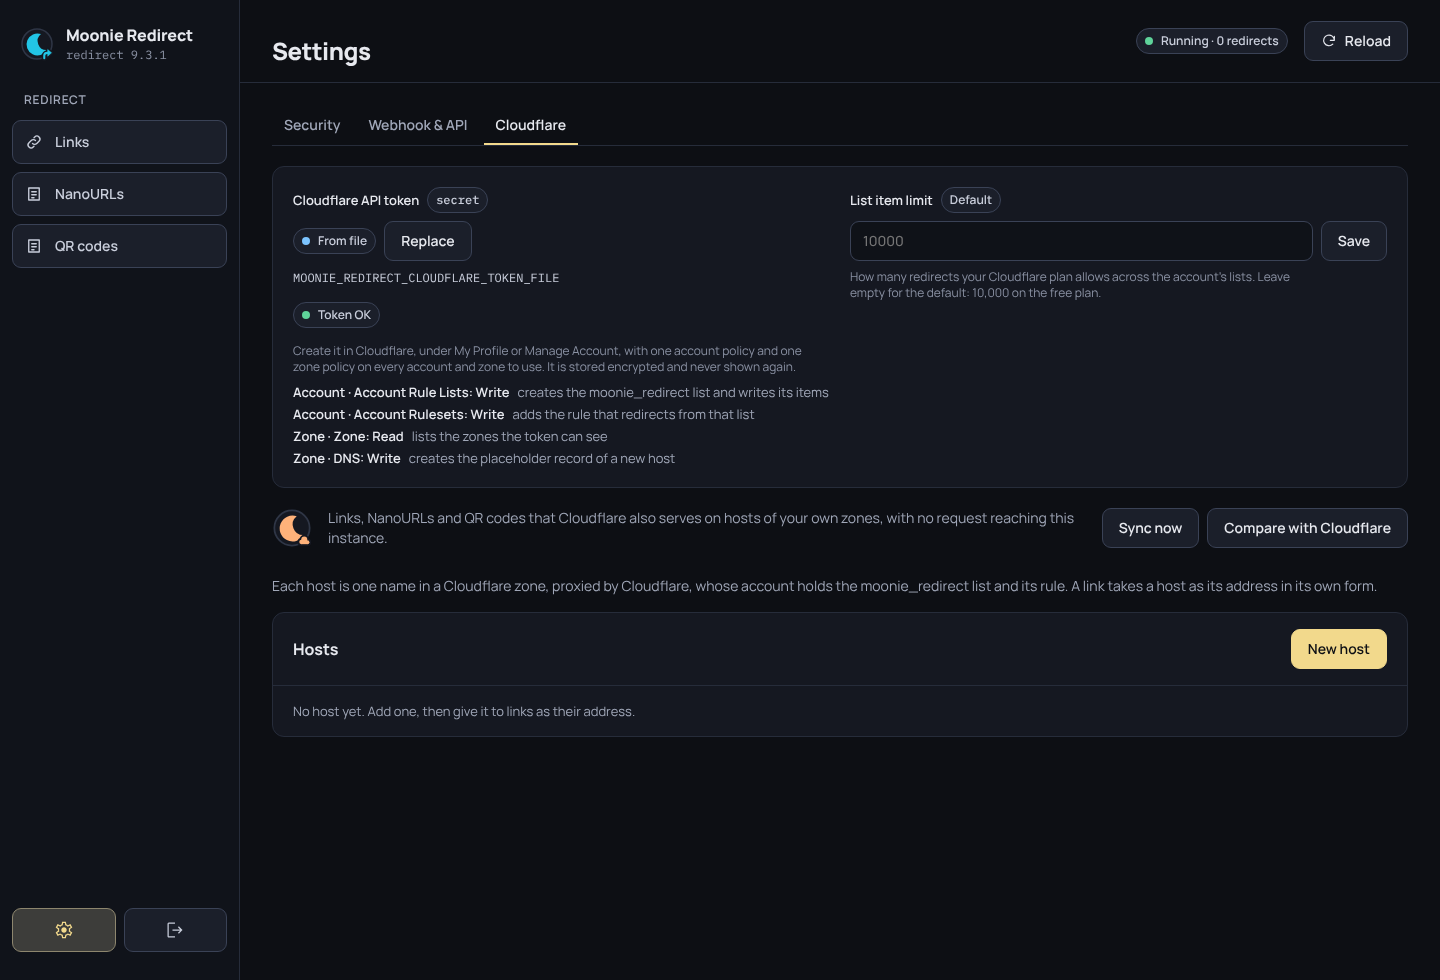 Moonie Redirect
redirect 9.3.1
REDIRECT
Links
NanoURLs
QR codes
Settings
Running · 0 redirects
Reload
Security
Webhook & API
Cloudflare
Cloudflare API token
secret
From file
Replace
MOONIE_REDIRECT_CLOUDFLARE_TOKEN_FILE
Token OK
Create it in Cloudflare, under My Profile or Manage Account, with one account policy and one
zone policy on every account and zone to use. It is stored encrypted and never shown again.
Account · Account Rule Lists: Write creates the moonie_redirect list and writes its items
Account · Account Rulesets: Write adds the rule that redirects from that list
Zone · Zone: Read lists the zones the token can see
Zone · DNS: Write creates the placeholder record of a new host
List item limit
Default
10000
Save
How many redirects your Cloudflare plan allows across the account's lists. Leave
empty for the default: 10,000 on the free plan.
Links, NanoURLs and QR codes that Cloudflare also serves on hosts of your own zones, with no request reaching this
instance.
Sync now
Compare with Cloudflare
Each host is one name in a Cloudflare zone, proxied by Cloudflare, whose account holds the moonie_redirect list and its rule. A link takes a host as its address in its own form.
Hosts
New host
No host yet. Add one, then give it to links as their address.